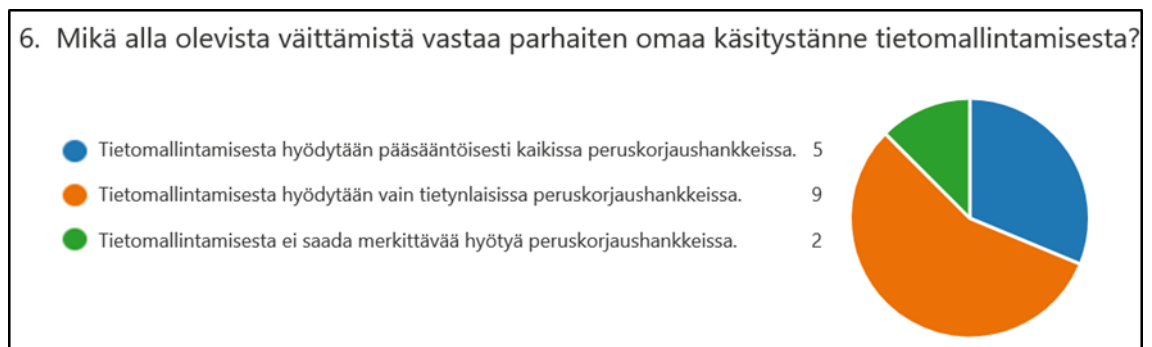 6. Mikä alla olevista väittämistä vastaa parhaiten omaa käsitystänne tietomallintamisesta?
Tietomallintamisesta hyödytään pääsääntöisesti kaikissa peruskorjaushankkeissa. 5
Tietomallintamisesta hyödytään vain tietynlaisissa peruskorjaushankkeissa. 9
Tietomallintamisesta ei saada merkittävää hyötyä peruskorjaushankkeissa. 2